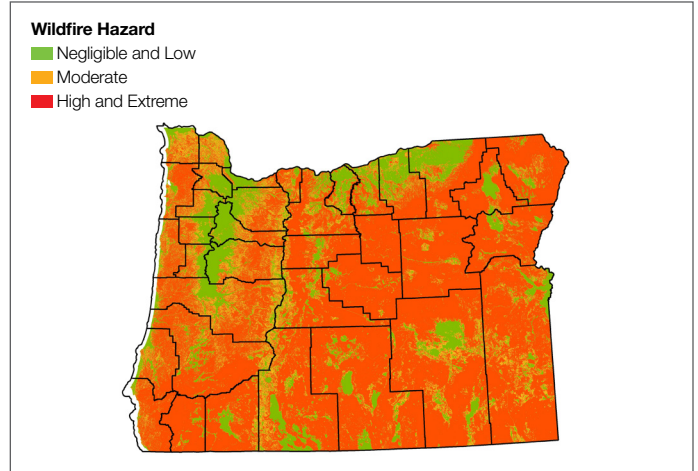 Wildfire Hazard
Negligible and Low
Moderate
High and Extreme